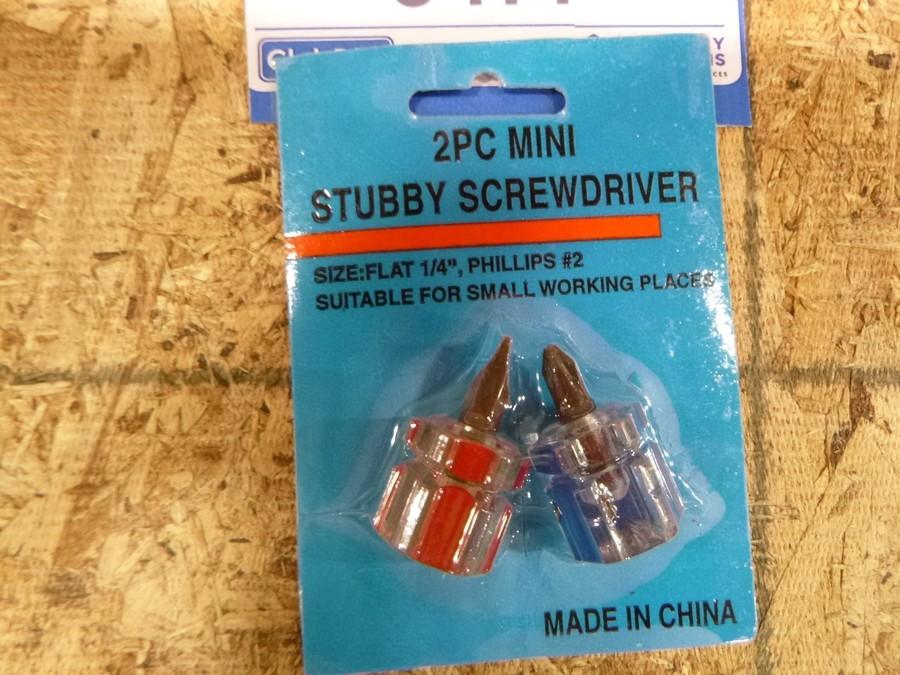 2PC MINI
STUBBY SCREWDRIVER
SIZE:FLAT 1/4", PHILLIPS #2
SUITABLE FOR SMALL WORKING PLACES
MADE IN CHINA